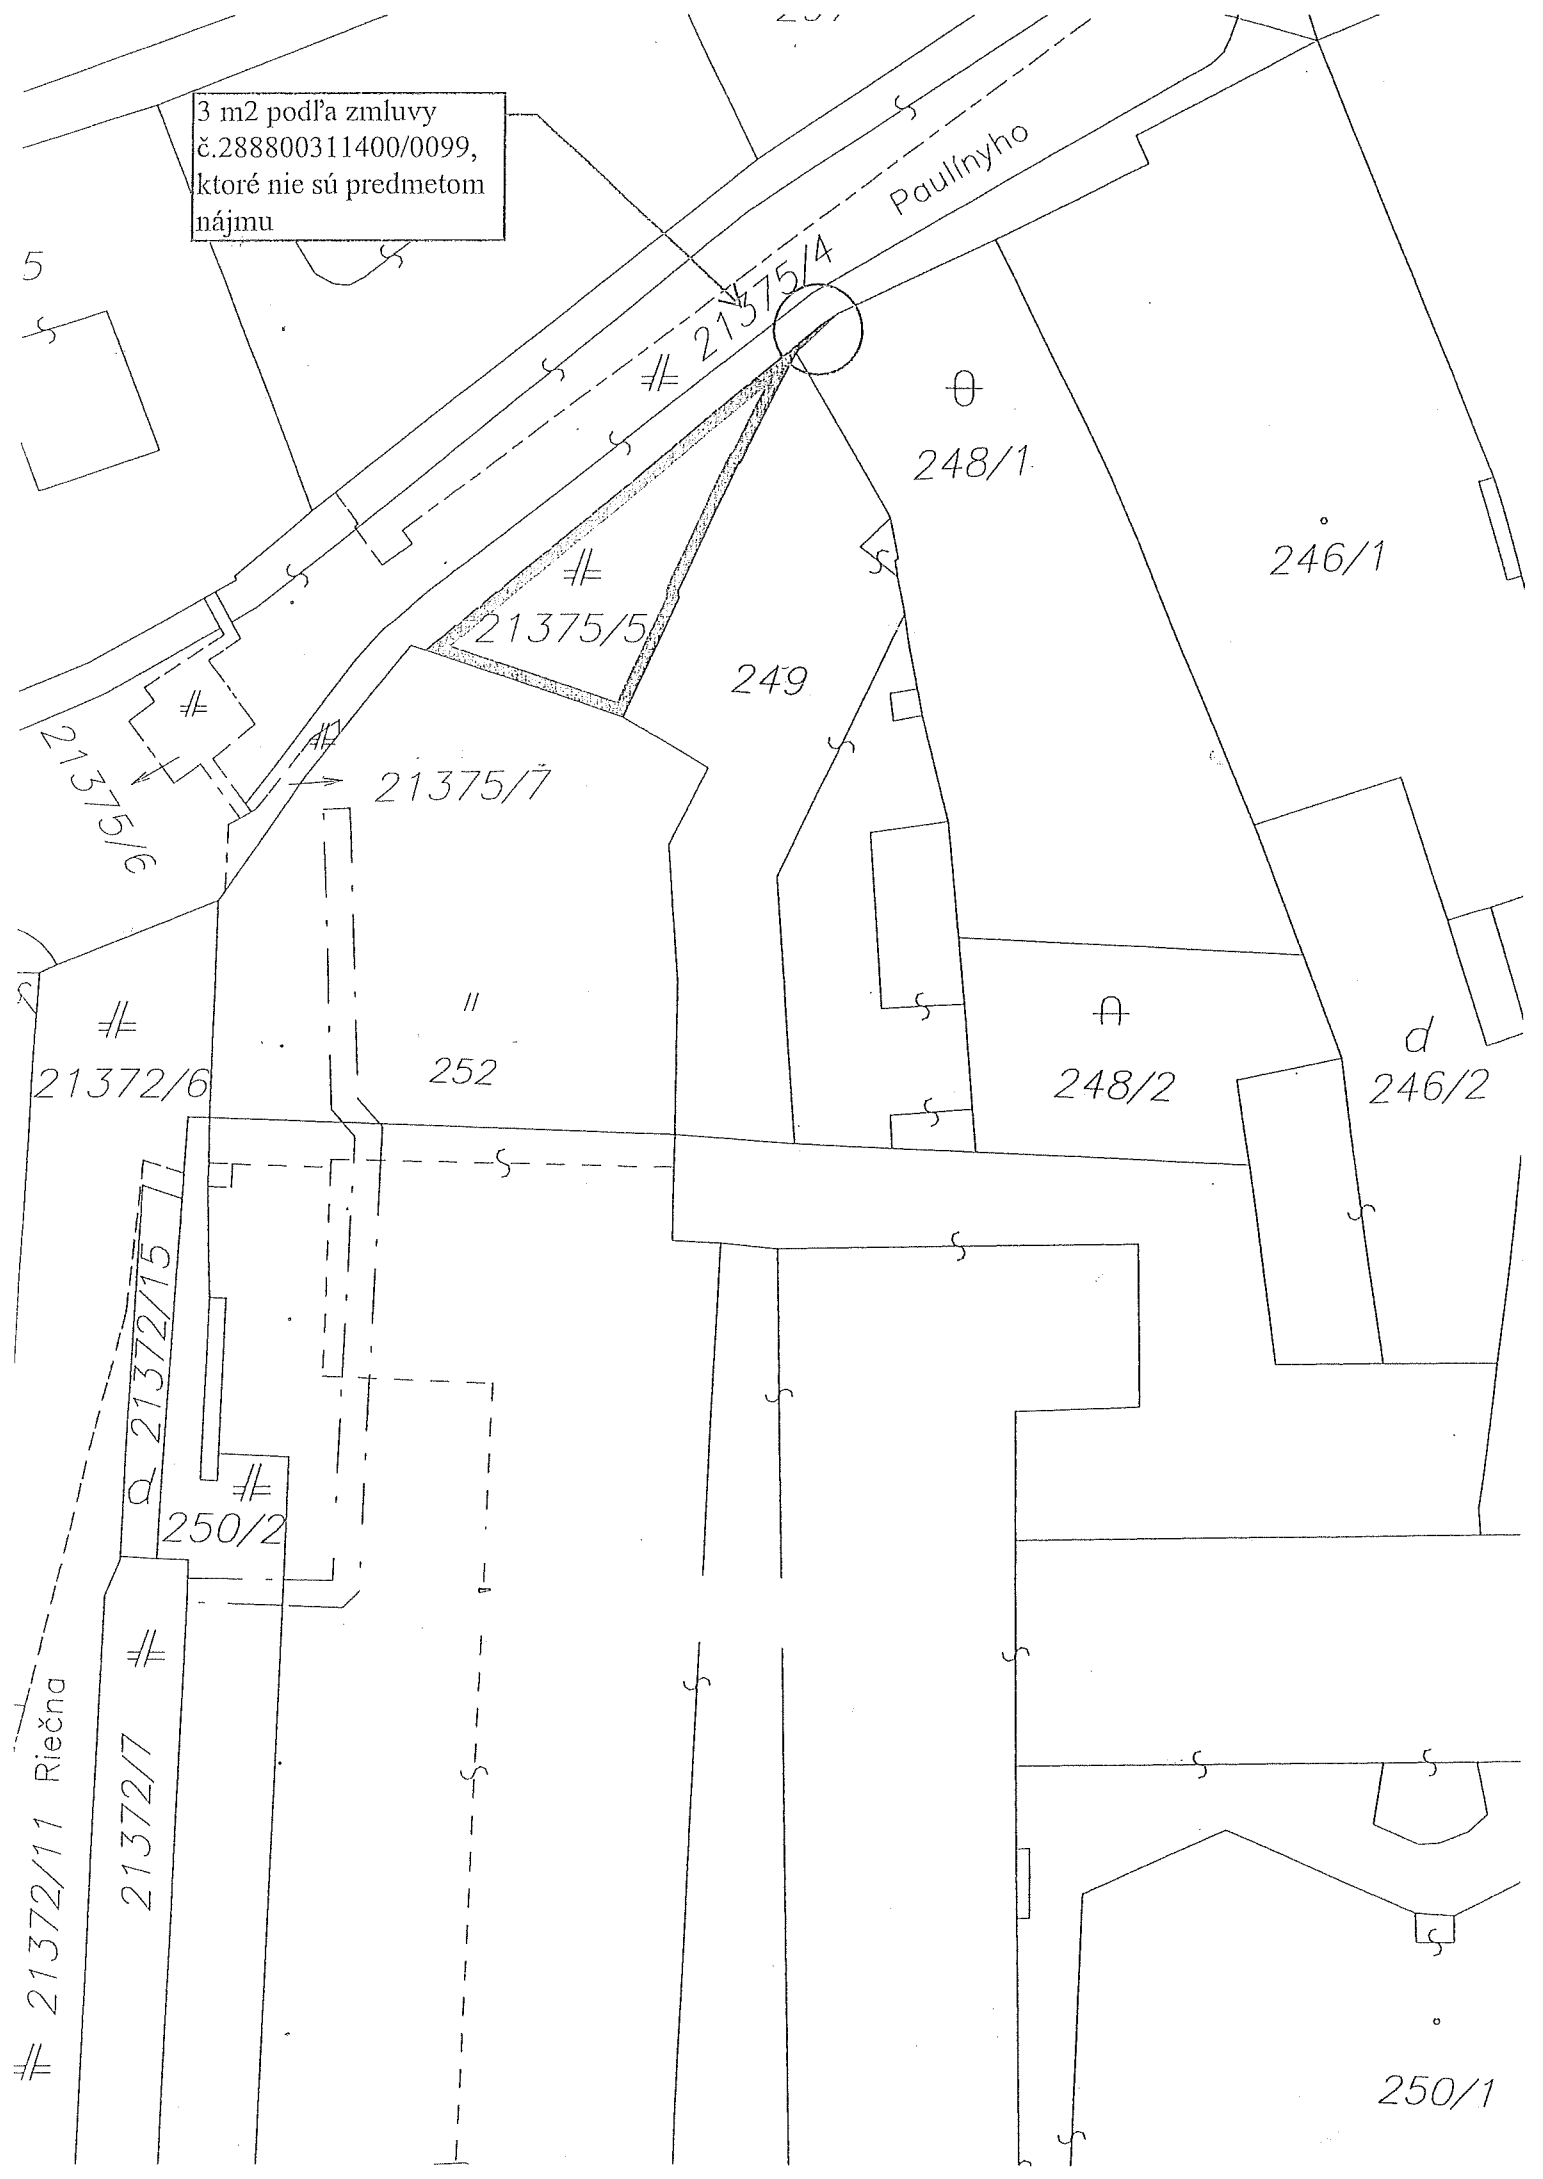 3 m2 podľa zmluvy
č.288800311400/0099,
ktoré nie sú predmetom
nájmu
Paulínyho
5
21375/4
248/1
246/1
21375/5
249
21375/7
21375/6
21372/6
252
248/2
d
246/2
21372/15
d
250/2
Riečna
21372/7
21372/11
250/1